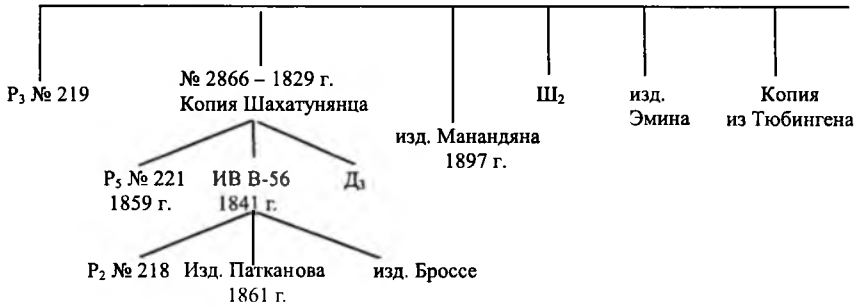 Р₃ № 219
№ 2866 – 1829 г.
Копия Шахатунянца
изд. Манандяна
1897 г.
Ш₂
изд.
Эмина
Копия
из Тюбингена
Р₅ № 221
1859 г.
ИВ В-56
1841 г.
Д₃
Р₂ № 218
Изд. Патканова
1861 г.
изд. Броссе